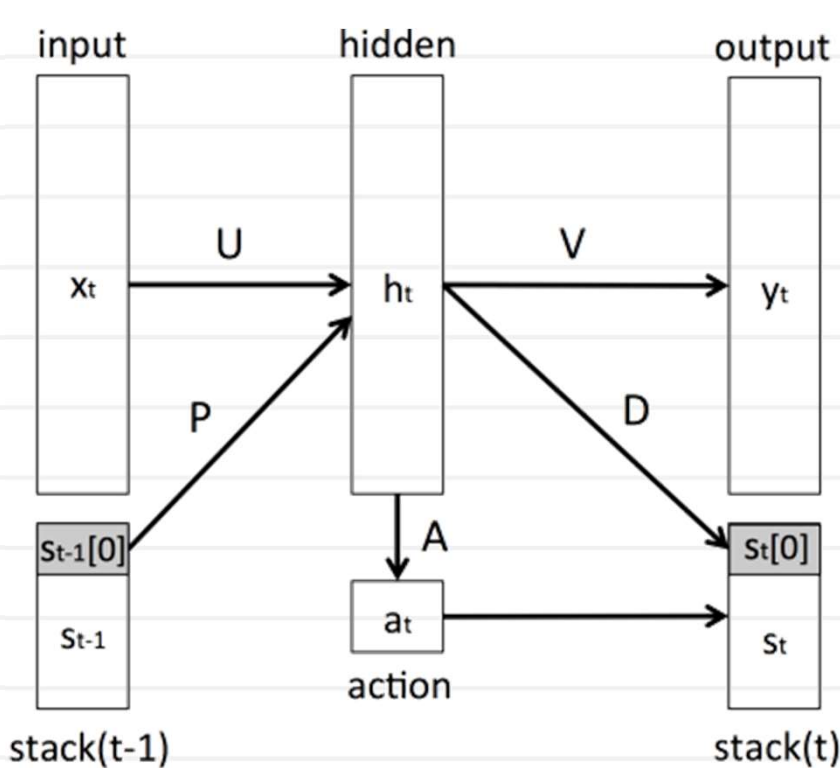 input hidden output
U V
xt ht yt
P D
st-1[0] A st[0]
st-1 at st
action
stack(t-1) stack(t)